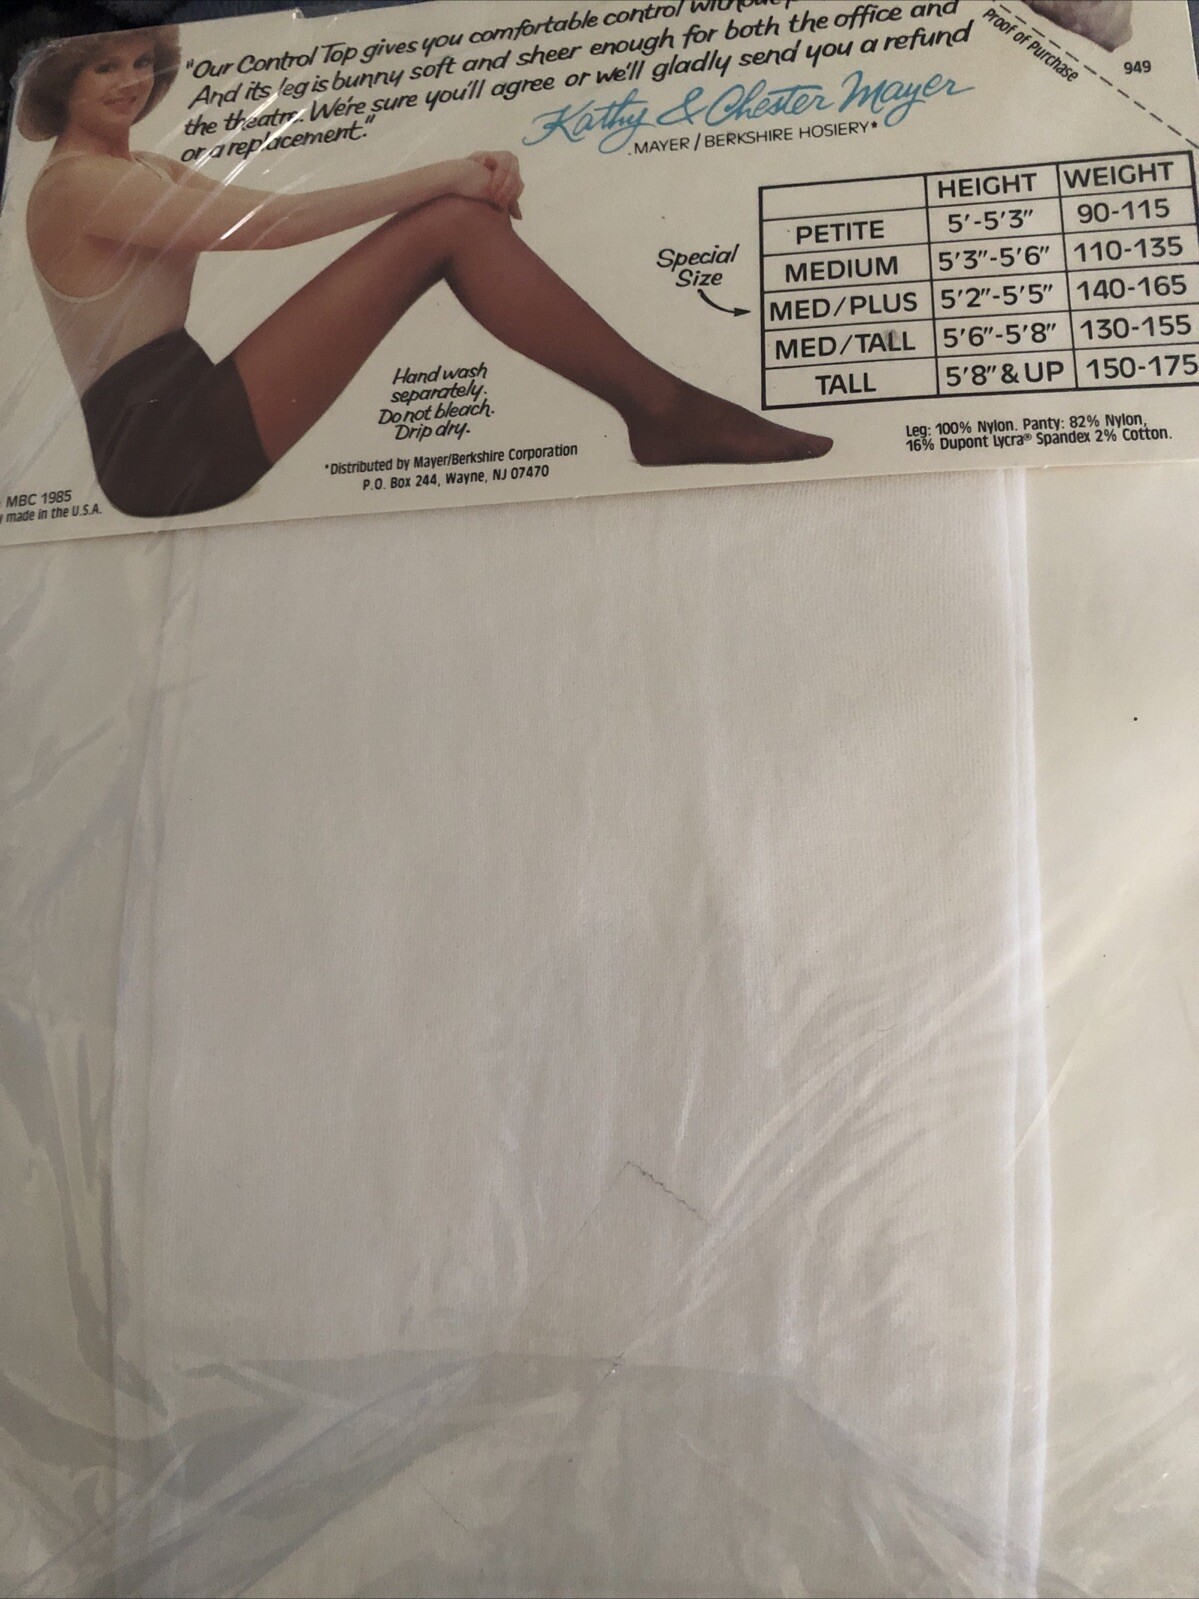 "Our Control Top gives you comfortable control
And its leg is bunny soft and sheer enough for both the office and
the theatre. We're sure you'll agree or we'll gladly send you a refund
or a replacement."
Kathy & Chester Mayer
MAYER / BERKSHIRE HOSIERY*
Proof of Purchase
949
HEIGHT WEIGHT
PETITE 5'-5'3" 90-115
MEDIUM 5'3"-5'6" 110-135
MED/PLUS 5'2"-5'5" 140-165
MED/TALL 5'6"-5'8" 130-155
TALL 5'8" & UP 150-175
Special
Size
Hand wash
separately.
Do not bleach.
Drip dry.
*Distributed by Mayer/Berkshire Corporation
P.O. Box 244, Wayne, NJ 07470
Leg: 100% Nylon. Panty: 82% Nylon,
16% Dupont Lycra® Spandex 2% Cotton.
MBC 1985
made in the U.S.A.